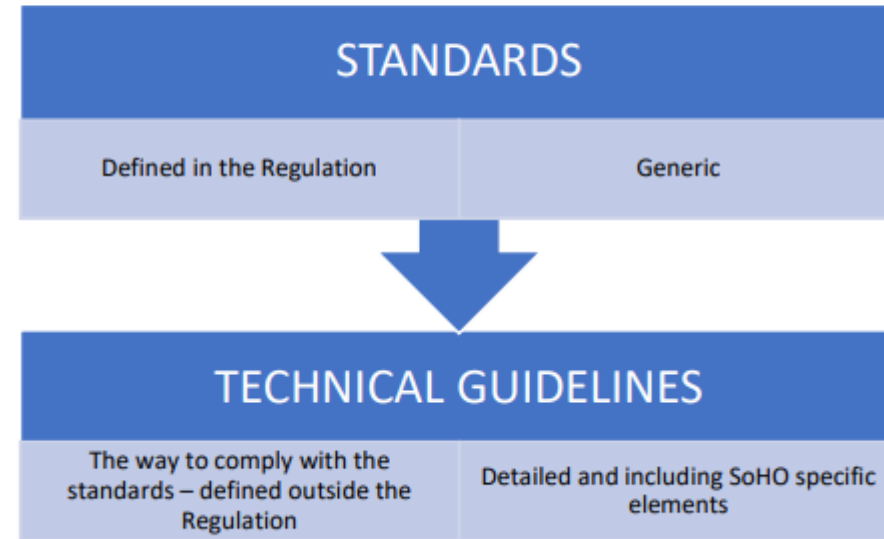 STANDARDS
Defined in the Regulation
Generic
TECHNICAL GUIDELINES
The way to comply with the
standards – defined outside the
Regulation
Detailed and including SoHO specific
elements